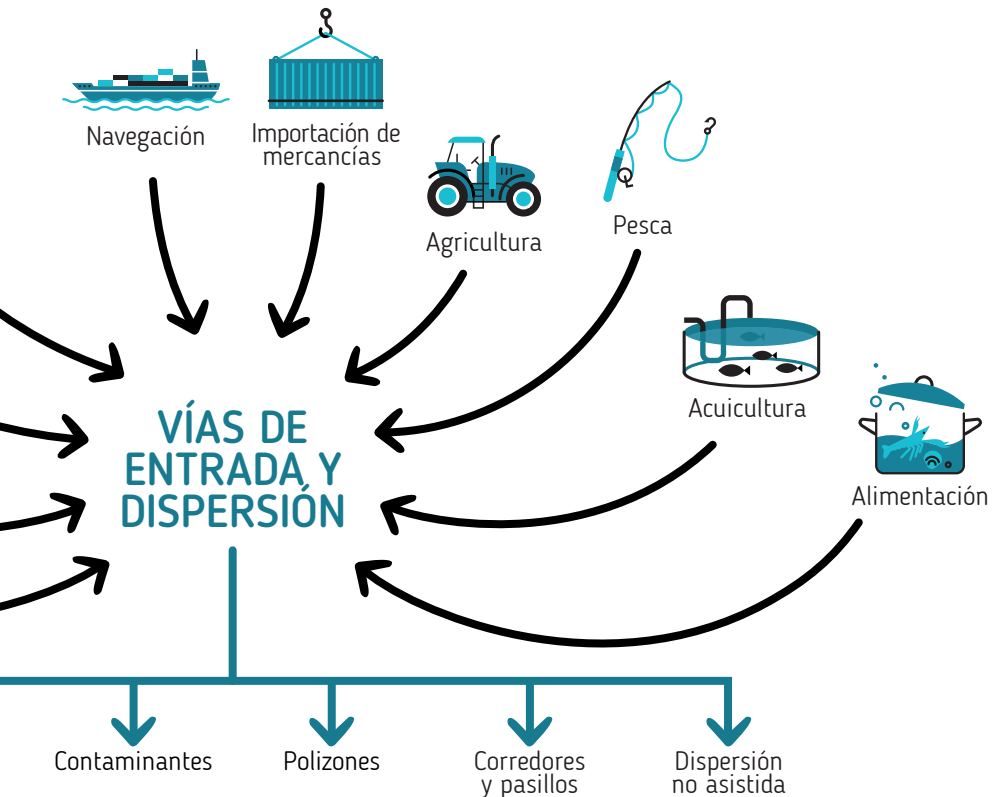 Navegación
Importación de
mercancías
Agricultura
Pesca
Acuicultura
Alimentación
VÍAS DE
ENTRADA Y
DISPERSIÓN
Contaminantes
Polizones
Corredores
y pasillos
Dispersión
no asistida